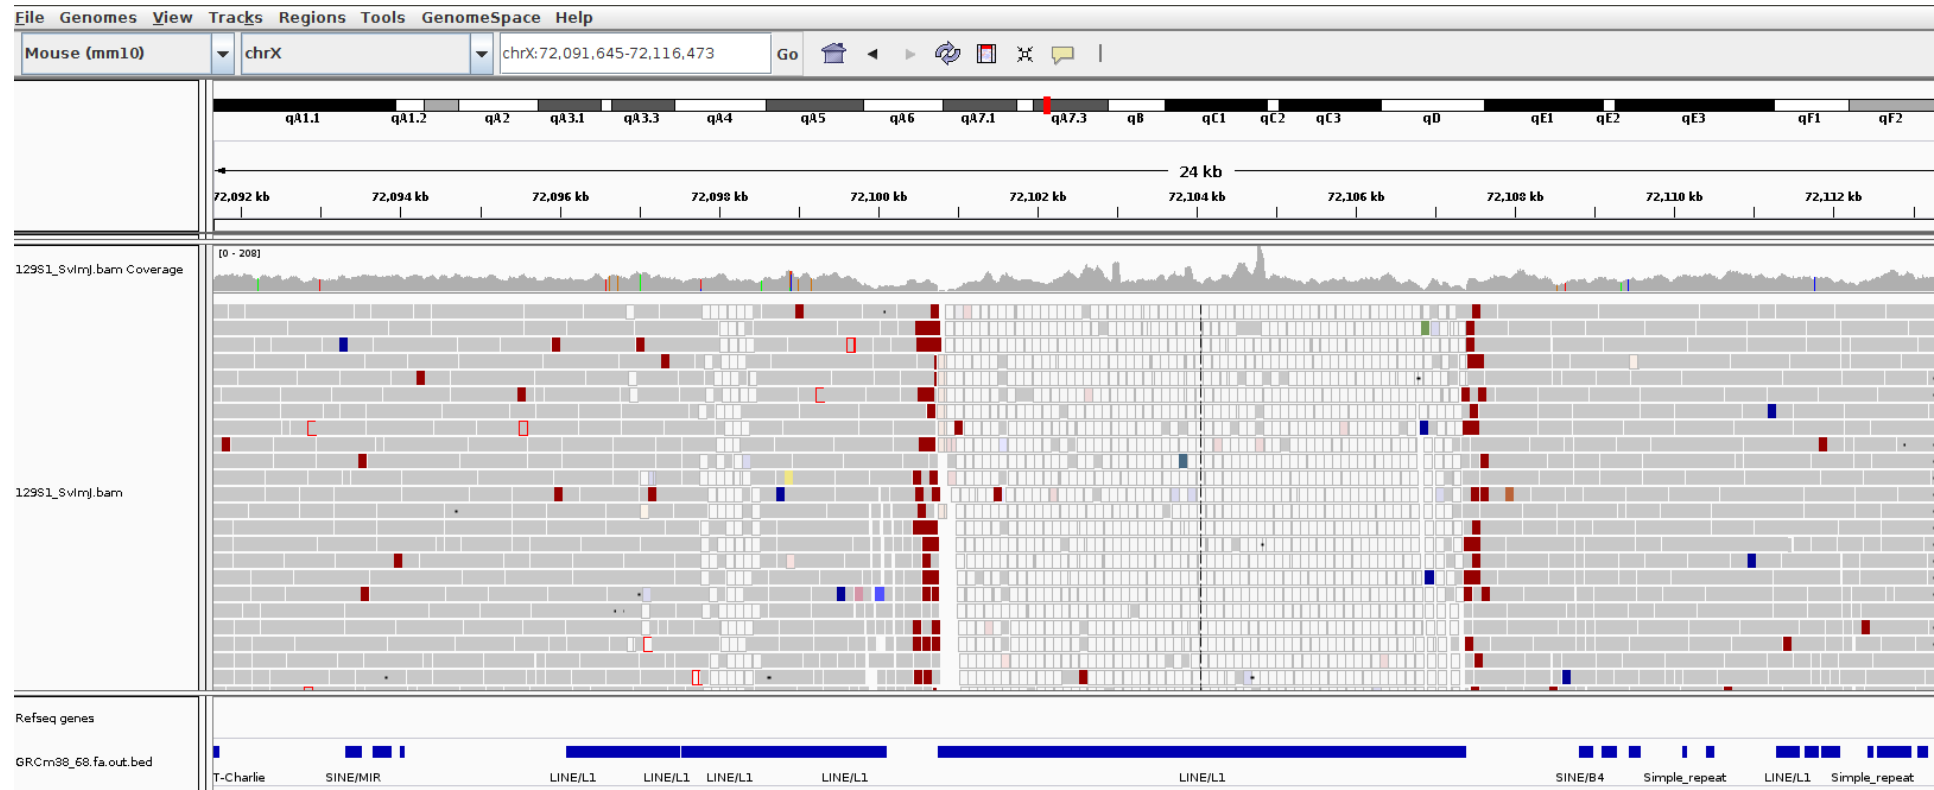 File Genomes View Tracks Regions Tools GenomeSpace Help
Mouse (mm10) chrX chrX:72,091,645-72,116,473 Go
qA1.1 qA1.2 qA2 qA3.1 qA3.3 qA4 qA5 qA6 qA7.1 qA7.3 qB qC1 qC2 qC3 qD qE1 qE2 qE3 qF1 qF2
24 kb
72,092 kb 72,094 kb 72,096 kb 72,098 kb 72,100 kb 72,102 kb 72,104 kb 72,106 kb 72,108 kb 72,110 kb 72,112 kb
[0 - 208]
129S1_SvImJ.bam Coverage
129S1_SvImJ.bam
Refseq genes
GRCm38_68.fa.out.bed
T-Charlie SINE/MIR LINE/L1 LINE/L1 LINE/L1 LINE/L1 LINE/L1 SINE/B4 Simple_repeat LINE/L1 Simple_repeat